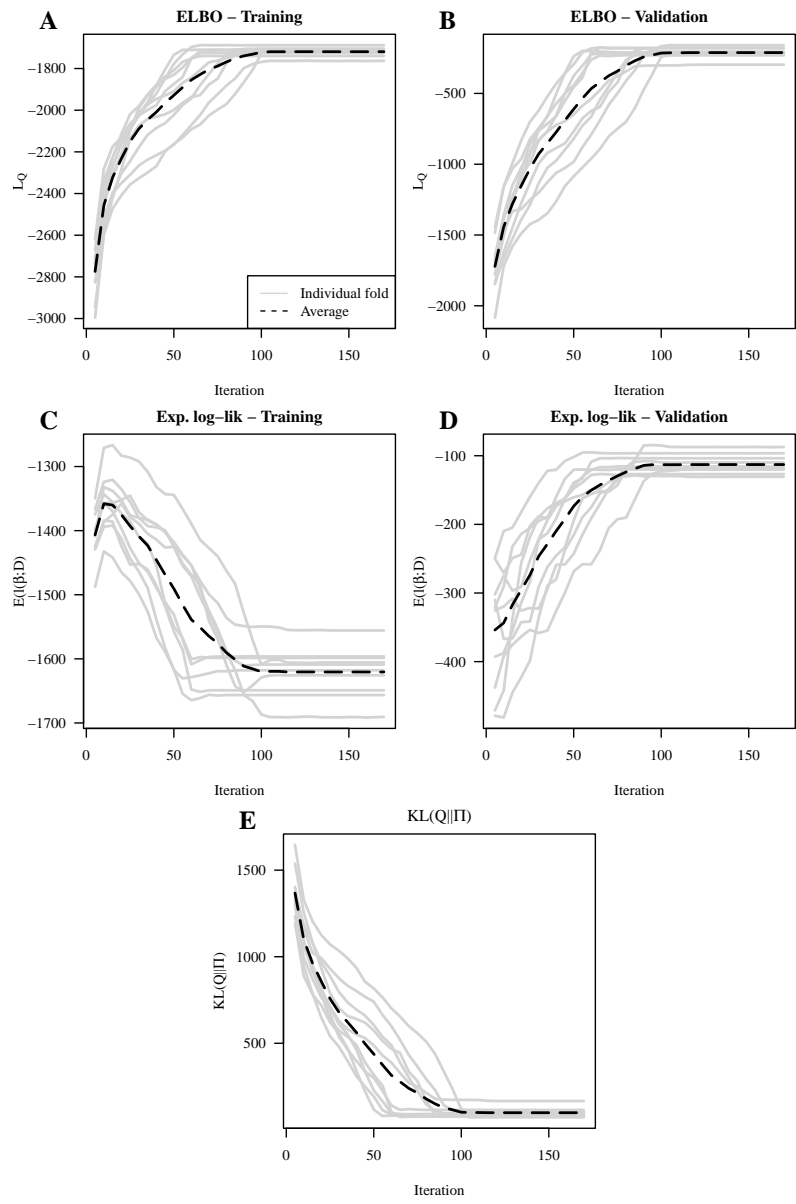 A
ELBO – Training
−1800
−2000
−2200
−2400
−2600
−2800
−3000
L_Q
Individual fold
Average
0
50
100
150
Iteration
B
ELBO – Validation
−500
−1000
−1500
−2000
L_Q
0
50
100
150
Iteration
C
Exp. log−lik – Training
−1300
−1400
−1500
−1600
−1700
E(l(β;D)
0
50
100
150
Iteration
D
Exp. log−lik – Validation
−100
−200
−300
−400
E(l(β;D)
0
50
100
150
Iteration
E
KL(Q||Π)
1500
1000
500
KL(Q||Π)
0
50
100
150
Iteration